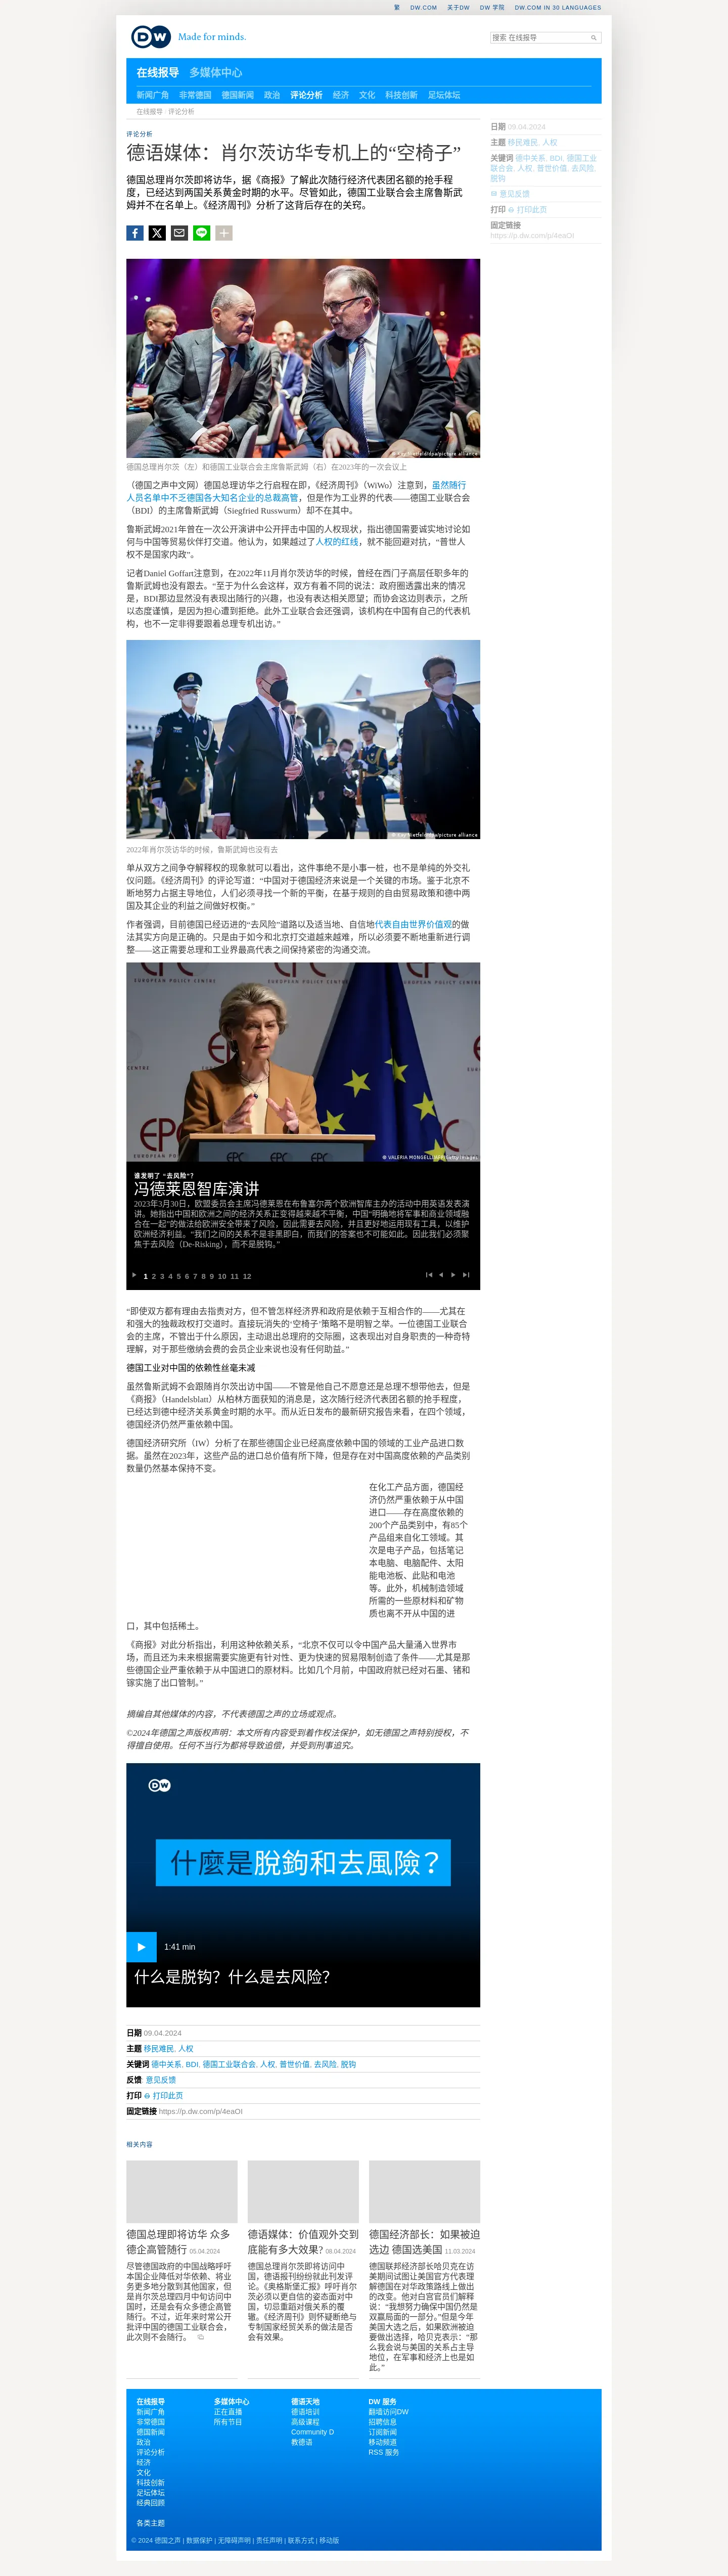 繁 DW.COM 关于DW DW 学院 DW.COM IN 30 LANGUAGES
DW Made for minds.
搜索 在线报导
在线报导 多媒体中心
新闻广角 非常德国 德国新闻 政治 评论分析 经济 文化 科技创新 足坛体坛
在线报导 / 评论分析
评论分析
德语媒体：肖尔茨访华专机上的“空椅子”
德国总理肖尔茨即将访华，据《商报》了解此次随行经济代表团名额的抢手程
度，已经达到两国关系黄金时期的水平。尽管如此，德国工业联合会主席鲁斯武
姆并不在名单上。《经济周刊》分析了这背后存在的关窍。
日期 09.04.2024
主题 移民难民, 人权
关键词 德中关系, BDI, 德国工业
联合会, 人权, 普世价值, 去风险,
脱钩
意见反馈
打印 打印此页
固定链接
https://p.dw.com/p/4eaOI
德国总理肖尔茨（左）和德国工业联合会主席鲁斯武姆（右）在2023年的一次会议上
（德国之声中文网）德国总理访华之行启程在即，《经济周刊》（WiWo）注意到，虽然随行
人员名单中不乏德国各大知名企业的总裁高管，但是作为工业界的代表——德国工业联合会
（BDI）的主席鲁斯武姆（Siegfried Russwurm）却不在其中。
鲁斯武姆2021年曾在一次公开演讲中公开抨击中国的人权现状，指出德国需要诚实地讨论如
何与中国等贸易伙伴打交道。他认为，如果越过了人权的红线，就不能回避对抗，“普世人
权不是国家内政”。
记者Daniel Goffart注意到，在2022年11月肖尔茨访华的时候，曾经在西门子高层任职多年的
鲁斯武姆也没有跟去。“至于为什么会这样，双方有着不同的说法：政府圈透露出来的情况
是，BDI那边显然没有表现出随行的兴趣，也没有表达相关愿望；而协会这边则表示，之所
以态度谨慎，是因为担心遭到拒绝。此外工业联合会还强调，该机构在中国有自己的代表机
构，也不一定非得要跟着总理专机出访。”
2022年肖尔茨访华的时候，鲁斯武姆也没有去
单从双方之间争夺解释权的现象就可以看出，这件事绝不是小事一桩，也不是单纯的外交礼
仪问题。《经济周刊》的评论写道：“中国对于德国经济来说是一个关键的市场。鉴于北京不
断地努力占据主导地位，人们必须寻找一个新的平衡，在基于规则的自由贸易政策和德中两
国及其企业的利益之间做好权衡。”
作者强调，目前德国已经迈进的“去风险”道路以及适当地、自信地代表自由世界价值观的做
法其实方向是正确的。只是由于如今和北京打交道越来越难，所以必须要不断地重新进行调
整——这正需要总理和工业界最高代表之间保持紧密的沟通交流。
谁发明了 “去风险”？
冯德莱恩智库演讲
2023年3月30日，欧盟委员会主席冯德莱恩在布鲁塞尔两个欧洲智库主办的活动中用英语发表演
讲。她指出中国和欧洲之间的经济关系正变得越来越不平衡，中国“明确地将军事和商业领域融
合在一起”的做法给欧洲安全带来了风险，因此需要去风险，并且更好地运用现有工具，以维护
欧洲经济利益。“我们之间的关系不是非黑即白，而我们的答案也不可能如此。因此我们必须聚
焦于去风险（De-Risking），而不是脱钩。”
1 2 3 4 5 6 7 8 9 10 11 12
“即使双方都有理由去指责对方，但不管怎样经济界和政府是依赖于互相合作的——尤其在
和强大的独裁政权打交道时。直接玩消失的‘空椅子’策略不是明智之举。一位德国工业联合
会的主席，不管出于什么原因，主动退出总理府的交际圈，这表现出对自身职责的一种奇特
理解，对于那些缴纳会费的会员企业来说也没有任何助益。”
德国工业对中国的依赖性丝毫未减
虽然鲁斯武姆不会跟随肖尔茨出访中国——不管是他自己不愿意还是总理不想带他去，但是
《商报》（Handelsblatt）从柏林方面获知的消息是，这次随行经济代表团名额的抢手程度，
已经达到德中经济关系黄金时期的水平。而从近日发布的最新研究报告来看，在四个领域，
德国经济仍然严重依赖中国。
德国经济研究所（IW）分析了在那些德国企业已经高度依赖中国的领域的工业产品进口数
据。虽然在2023年，这些产品的进口总价值有所下降，但是存在对中国高度依赖的产品类别
数量仍然基本保持不变。
在化工产品方面，德国经
济仍然严重依赖于从中国
进口——存在高度依赖的
200个产品类别中，有85个
产品组来自化工领域。其
次是电子产品，包括笔记
本电脑、电脑配件、太阳
能电池板、此贴和电池
等。此外，机械制造领域
所需的一些原材料和矿物
质也离不开从中国的进
口，其中包括稀土。
《商报》对此分析指出，利用这种依赖关系，“北京不仅可以令中国产品大量涌入世界市
场，而且还为未来根据需要实施更有针对性、更为快速的贸易限制创造了条件——尤其是那
些德国企业严重依赖于从中国进口的原材料。比如几个月前，中国政府就已经对石墨、锗和
镓实施了出口管制。”
摘编自其他媒体的内容，不代表德国之声的立场或观点。
©2024年德国之声版权声明：本文所有内容受到着作权法保护，如无德国之声特别授权，不
得擅自使用。任何不当行为都将导致追偿，并受到刑事追究。
DW
什麼是脫鉤和去風險？
1:41 min
什么是脱钩？什么是去风险？
日期 09.04.2024
主题 移民难民, 人权
关键词 德中关系, BDI, 德国工业联合会, 人权, 普世价值, 去风险, 脱钩
反馈: 意见反馈
打印 打印此页
固定链接 https://p.dw.com/p/4eaOI
相关内容
德国总理即将访华 众多
德企高管随行 05.04.2024
尽管德国政府的中国战略呼吁
本国企业降低对华依赖、将业
务更多地分散到其他国家，但
是肖尔茨总理四月中旬访问中
国时，还是会有众多德企高管
随行。不过，近年来时常公开
批评中国的德国工业联合会，
此次则不会随行。
德语媒体：价值观外交到
底能有多大效果? 08.04.2024
德国总理肖尔茨即将访问中
国，德语报刊纷纷就此刊发评
论。《奥格斯堡汇报》呼吁肖尔
茨必须以更自信的姿态面对中
国，切忌重蹈对俄关系的覆
辙。《经济周刊》则怀疑断绝与
专制国家经贸关系的做法是否
会有效果。
德国经济部长：如果被迫
选边 德国选美国 11.03.2024
德国联邦经济部长哈贝克在访
美期间试图让美国官方代表理
解德国在对华政策路线上做出
的改变。他对白宫官员们解释
说：“我想努力确保中国仍然是
双赢局面的一部分。”但是今年
美国大选之后，如果欧洲被迫
要做出选择，哈贝克表示：“那
么我会说与美国的关系占主导
地位，在军事和经济上也是如
此。”
在线报导
新闻广角
非常德国
德国新闻
政治
评论分析
经济
文化
科技创新
足坛体坛
经典回顾
各类主题
多媒体中心
正在直播
所有节目
德语天地
德语培训
高级课程
Community D
教德语
DW 服务
翻墙访问DW
招聘信息
订阅新闻
移动频道
RSS 服务
© 2024 德国之声 | 数据保护 | 无障碍声明 | 责任声明 | 联系方式 | 移动版